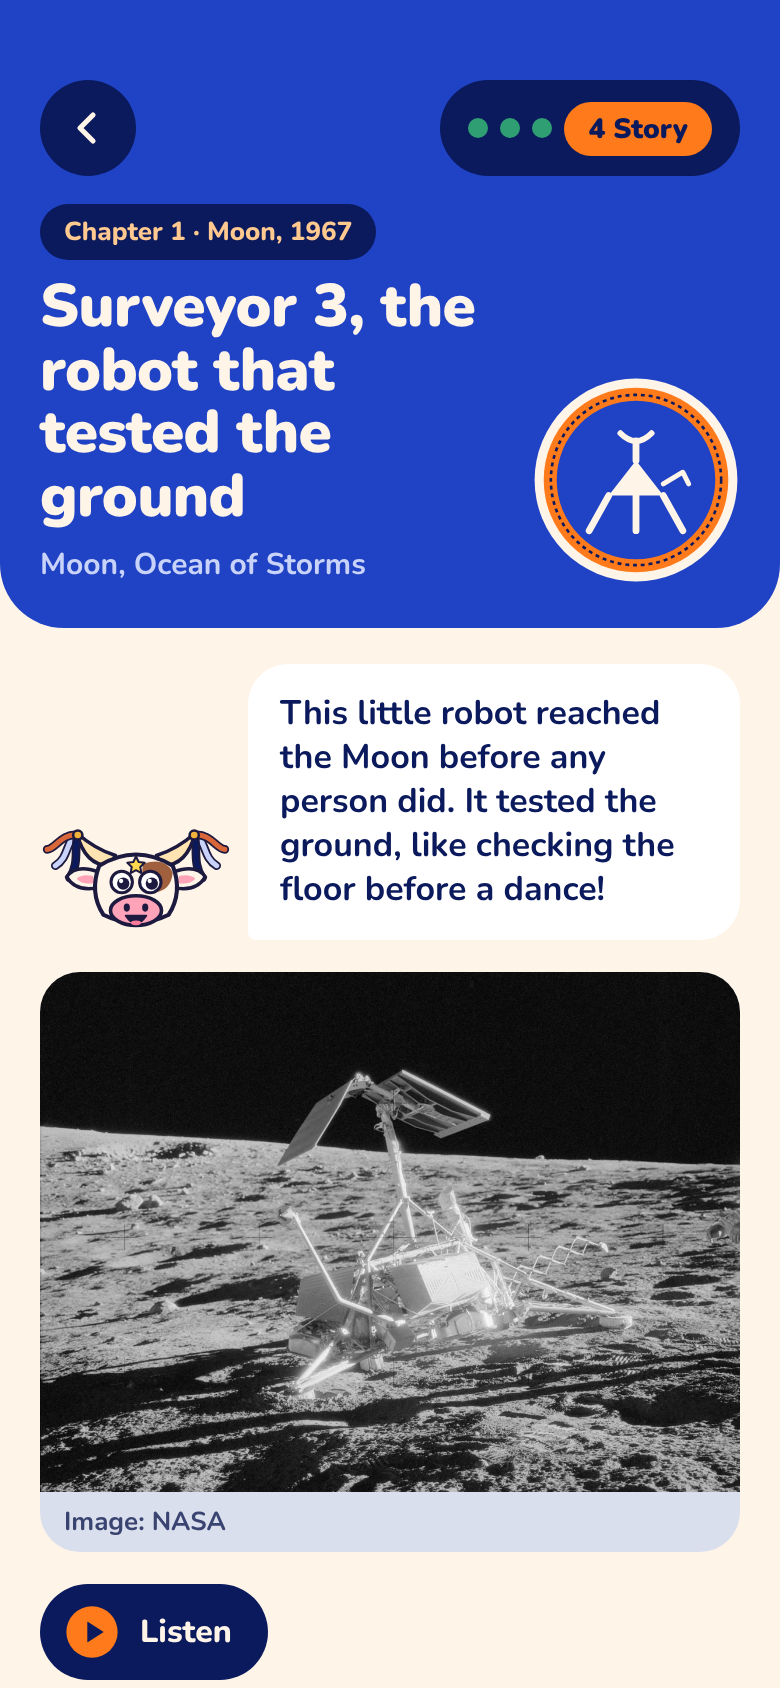 4 Story
Chapter 1 · Moon, 1967
Surveyor 3, the
robot that
tested the
ground
Moon, Ocean of Storms
This little robot reached
the Moon before any
person did. It tested the
ground, like checking the
floor before a dance!
Image: NASA
Listen